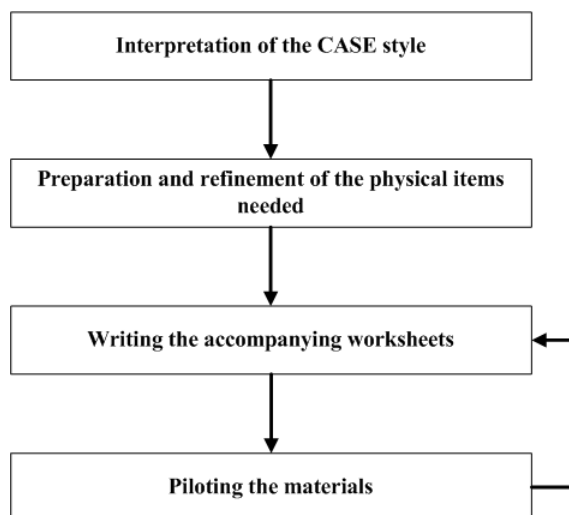 Interpretation of the CASE style
Preparation and refinement of the physical items
needed
Writing the accompanying worksheets
Piloting the materials